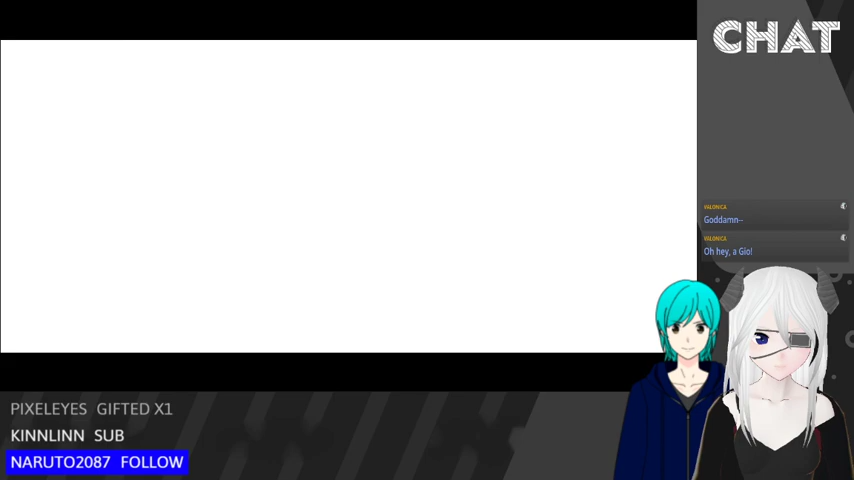 CHAT
VALONICA
Goddamn--
VALONICA
Oh hey, a Gio!
PIXELEYES GIFTED X1
KINNLINN SUB
NARUTO2087 FOLLOW